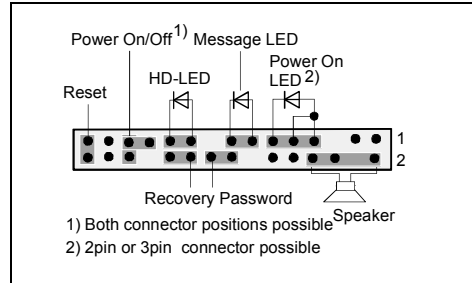 Power On/Off 1) Message LED
Power On
LED 2)
HD-LED
Reset
1
2
Recovery Password
Speaker
1) Both connector positions possible
2) 2pin or 3pin connector possible